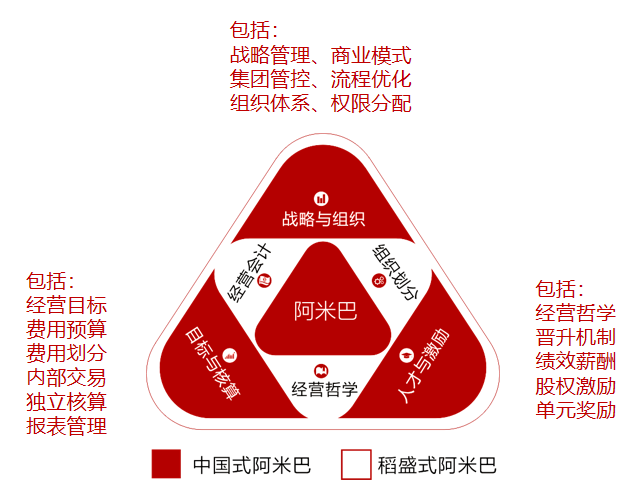 包括：
战略管理、商业模式
集团管控、流程优化
组织体系、权限分配
战略与组织
经营会计
组织划分
阿米巴
目标与核算
经营哲学
人才与激励
包括：
经营目标
费用预算
费用划分
内部交易
独立核算
报表管理
包括：
经营哲学
晋升机制
绩效薪酬
股权激励
单元奖励
中国式阿米巴
稻盛式阿米巴